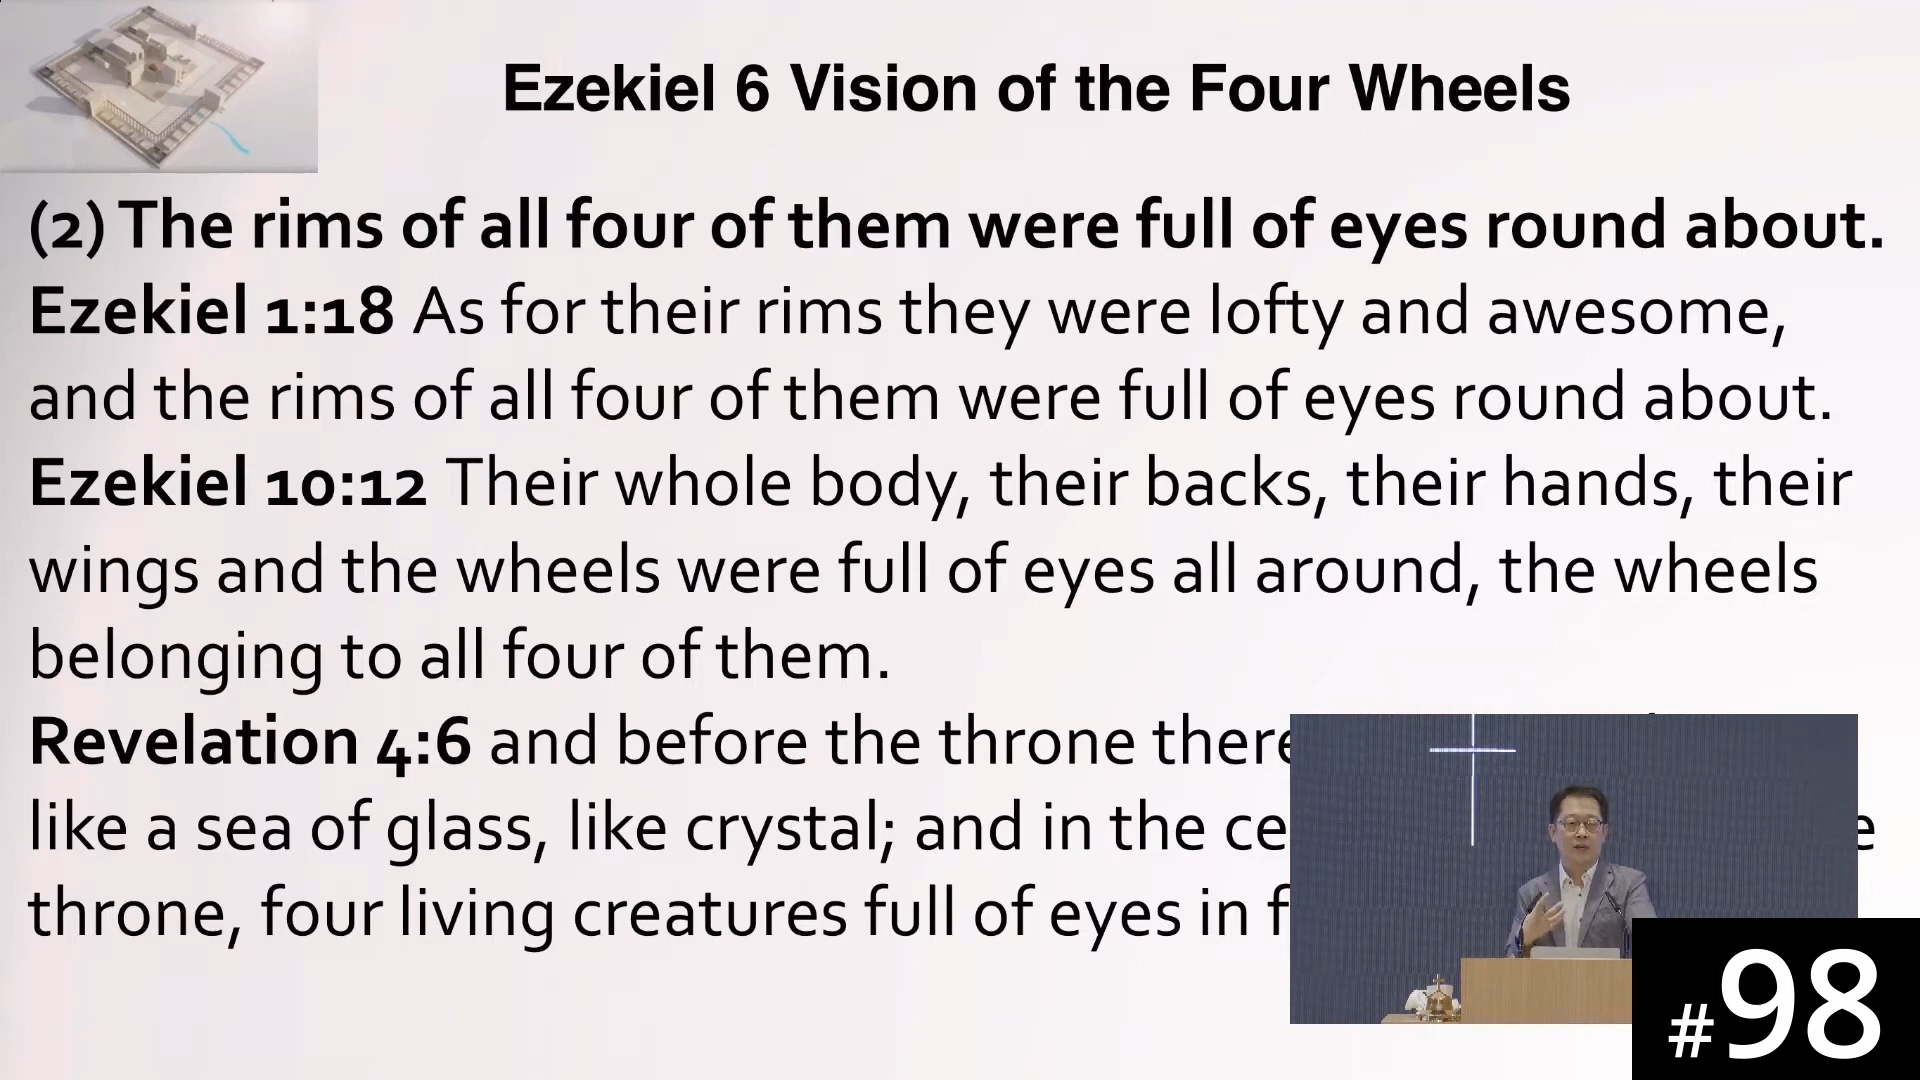 Ezekiel 6 Vision of the Four Wheels
(2) The rims of all four of them were full of eyes round about.
Ezekiel 1:18 As for their rims they were lofty and awesome,
and the rims of all four of them were full of eyes round about.
Ezekiel 10:12 Their whole body, their backs, their hands, their
wings and the wheels were full of eyes all around, the wheels
belonging to all four of them.
Revelation 4:6 and before the throne there
like a sea of glass, like crystal; and in the ce
throne, four living creatures full of eyes in f
#98